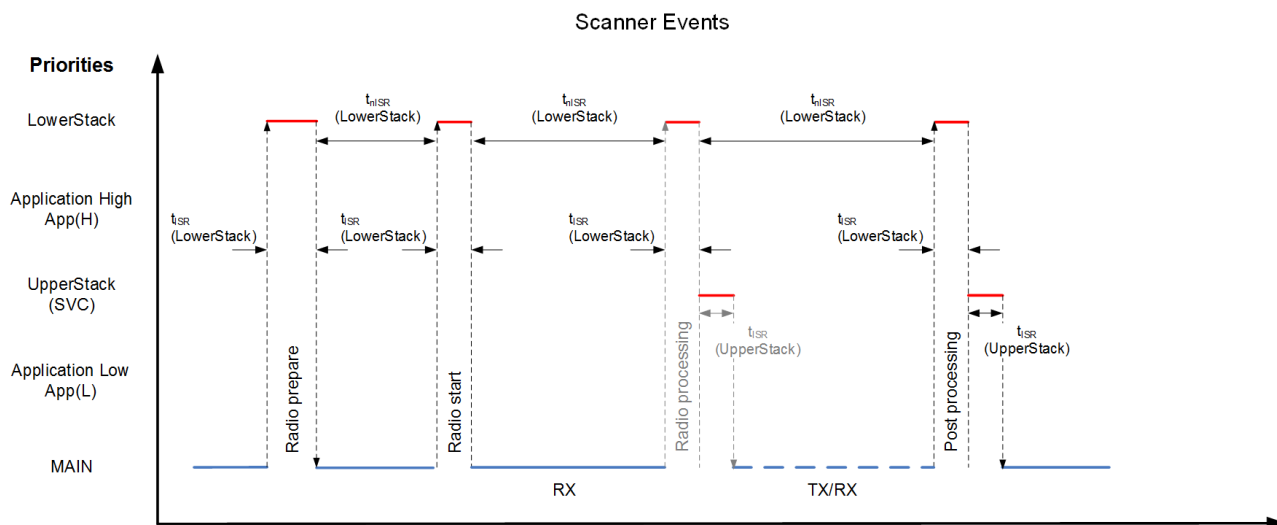 Scanner Events
Priorities
LowerStack
tnISR
(LowerStack)
tnISR
(LowerStack)
tnISR
(LowerStack)
Application High
App(H)
tISR
(LowerStack)
tISR
(LowerStack)
tISR
(LowerStack)
tISR
(LowerStack)
UpperStack
(SVC)
tISR
(UpperStack)
tISR
(UpperStack)
Application Low
App(L)
Radio prepare
Radio start
Radio processing
Post processing
MAIN
RX
TX/RX